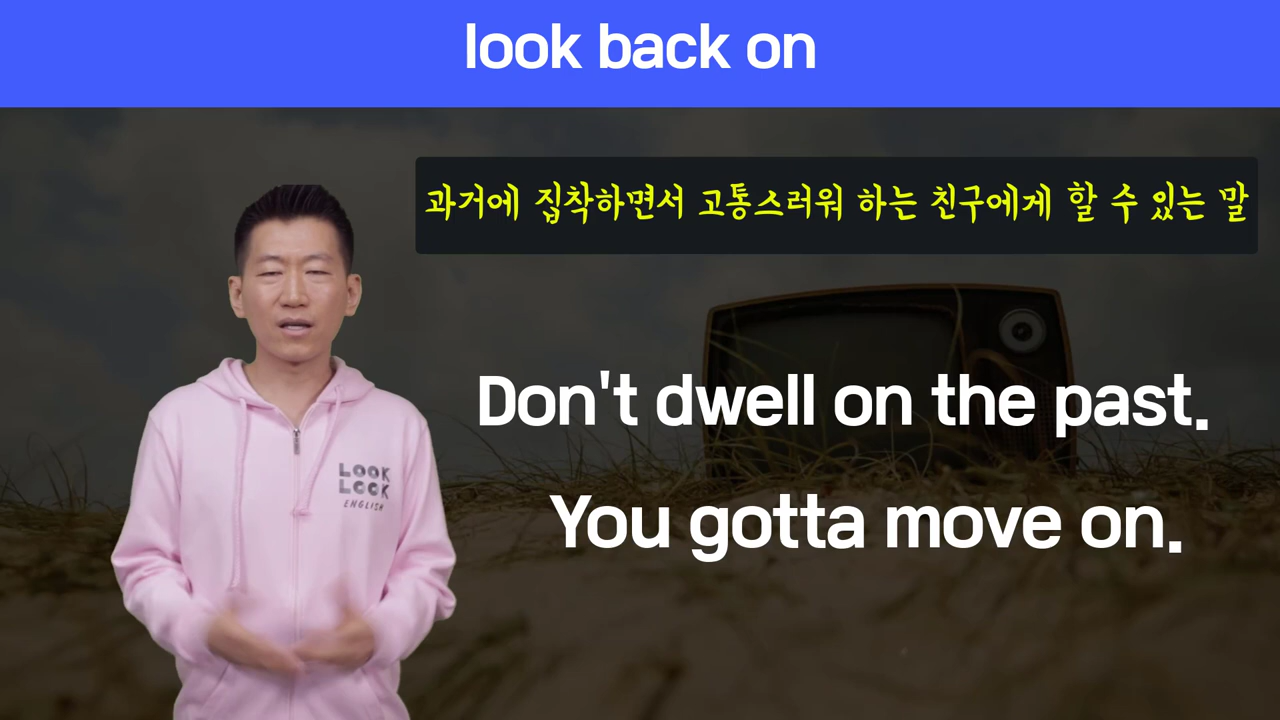 look back on
과거에 집착하면서 고통스러워 하는 친구에게 할 수 있는 말
Don't dwell on the past.
You gotta move on.
LOOK
LOOK
ENGLISH